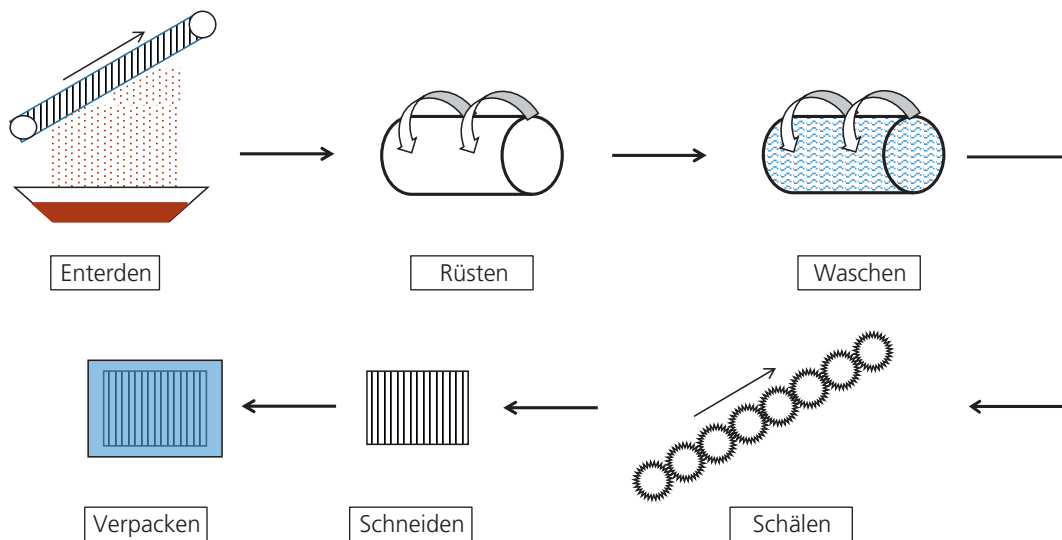 Enterden
Rüsten
Waschen
Verpacken
Schneiden
Schälen